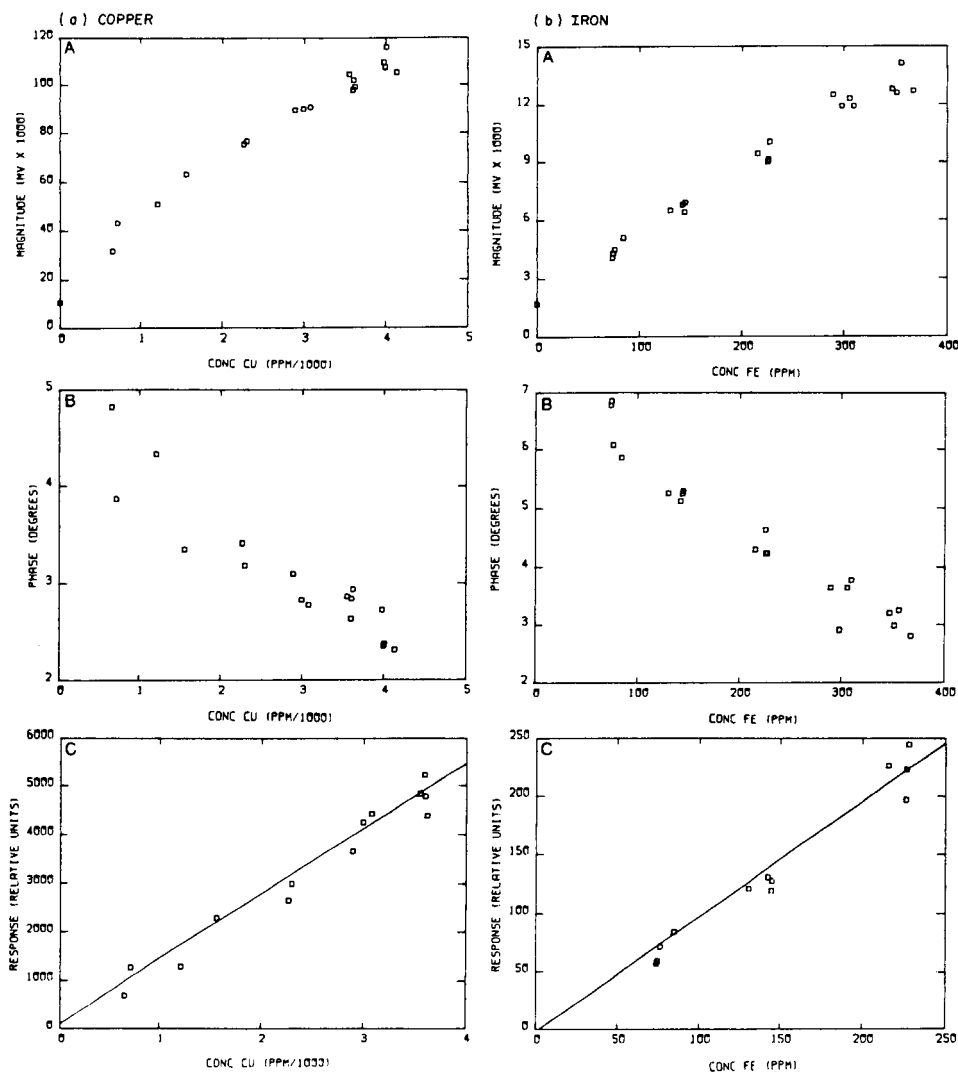 (a) COPPER
A
120
100
80
60
40
20
0
MAGNITUDE (MV X 1000)
0 1 2 3 4 5
CONC CU (PPM/1000)
B
5
4
3
2
PHASE (DEGREES)
0 1 2 3 4 5
CONC CU (PPM/1000)
C
6000
5000
4000
3000
2000
1000
0
RESPONSE (RELATIVE UNITS)
0 1 2 3 4
CONC CU (PPM/1000)
(b) IRON
A
15
12
9
6
3
0
MAGNITUDE (MV X 1000)
0 100 200 300 400
CONC FE (PPM)
B
7
6
5
4
3
2
PHASE (DEGREES)
0 100 200 300 400
CONC FE (PPM)
C
250
200
150
100
50
0
RESPONSE (RELATIVE UNITS)
0 50 100 150 200 250
CONC FE (PPM)